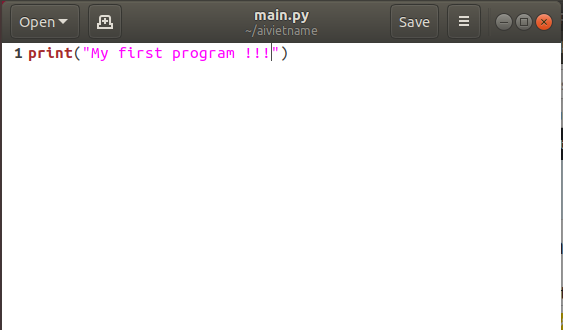 Open
main.py
~/aivietname
Save
1 print("My first program !!!")